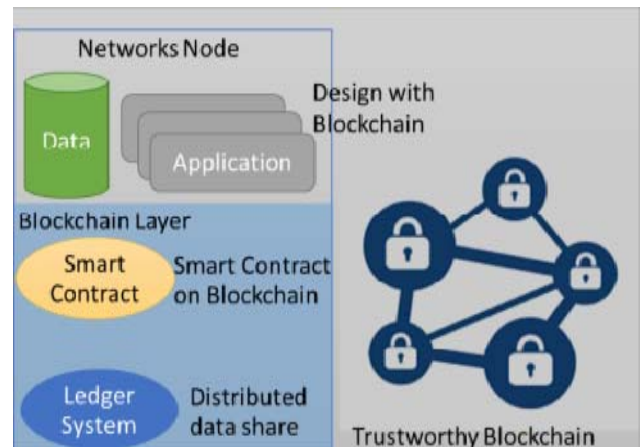 Networks Node
Data
Application
Design with
Blockchain
Blockchain Layer
Smart
Contract
Smart Contract
on Blockchain
Ledger
System
Distributed
data share
Trustworthy Blockchain